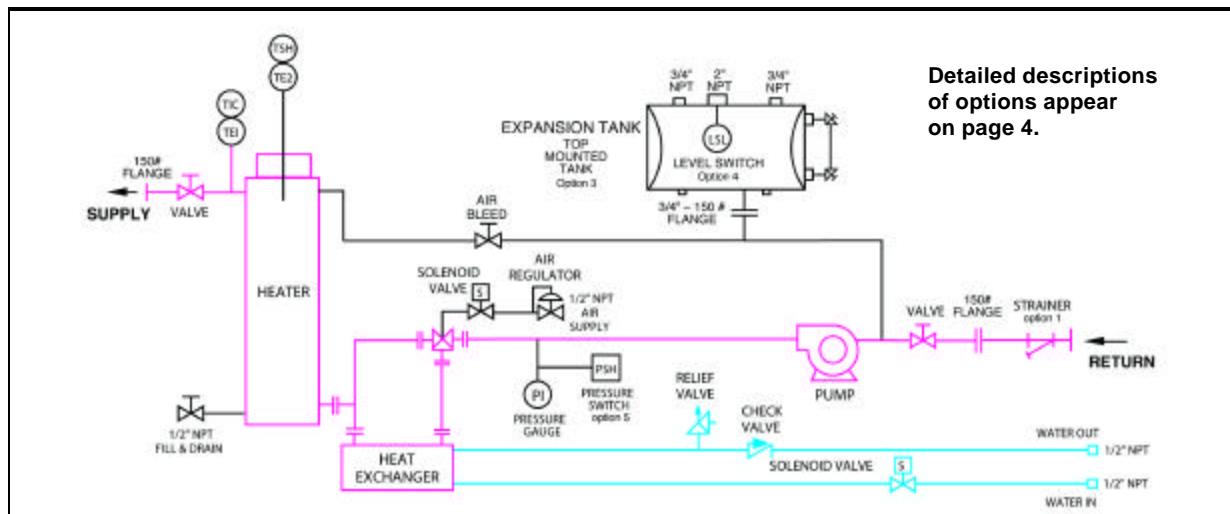 Detailed descriptions
of options appear
on page 4.
TSH
TE2
TIC
TEI
150#
FLANGE
SUPPLY
VALVE
HEATER
1/2" NPT
FILL & DRAIN
AIR
BLEED
3/4"
NPT
2"
NPT
3/4"
NPT
EXPANSION TANK
TOP
MOUNTED
TANK
Option 3
LSL
LEVEL SWITCH
Option 4
3/4" – 150 #
FLANGE
SOLENOID
VALVE
S
AIR
REGULATOR
1/2" NPT
AIR
SUPPLY
VALVE
150#
FLANGE
STRAINER
option 1
RETURN
PUMP
PI
PRESSURE
GAUGE
PSH
PRESSURE
SWITCH
option 5
RELIEF
VALVE
CHECK
VALVE
HEAT
EXCHANGER
WATER OUT
1/2" NPT
SOLENOID VALVE
S
1/2" NPT
WATER IN